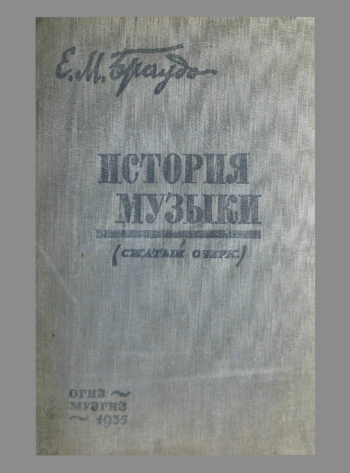 Е. М. Браудо
ИСТОРИЯ
МУЗЫКИ
(СЖАТЫЙ ОЧЕРК)
ОГИЗ ~
МУЗГИЗ
~ 1935